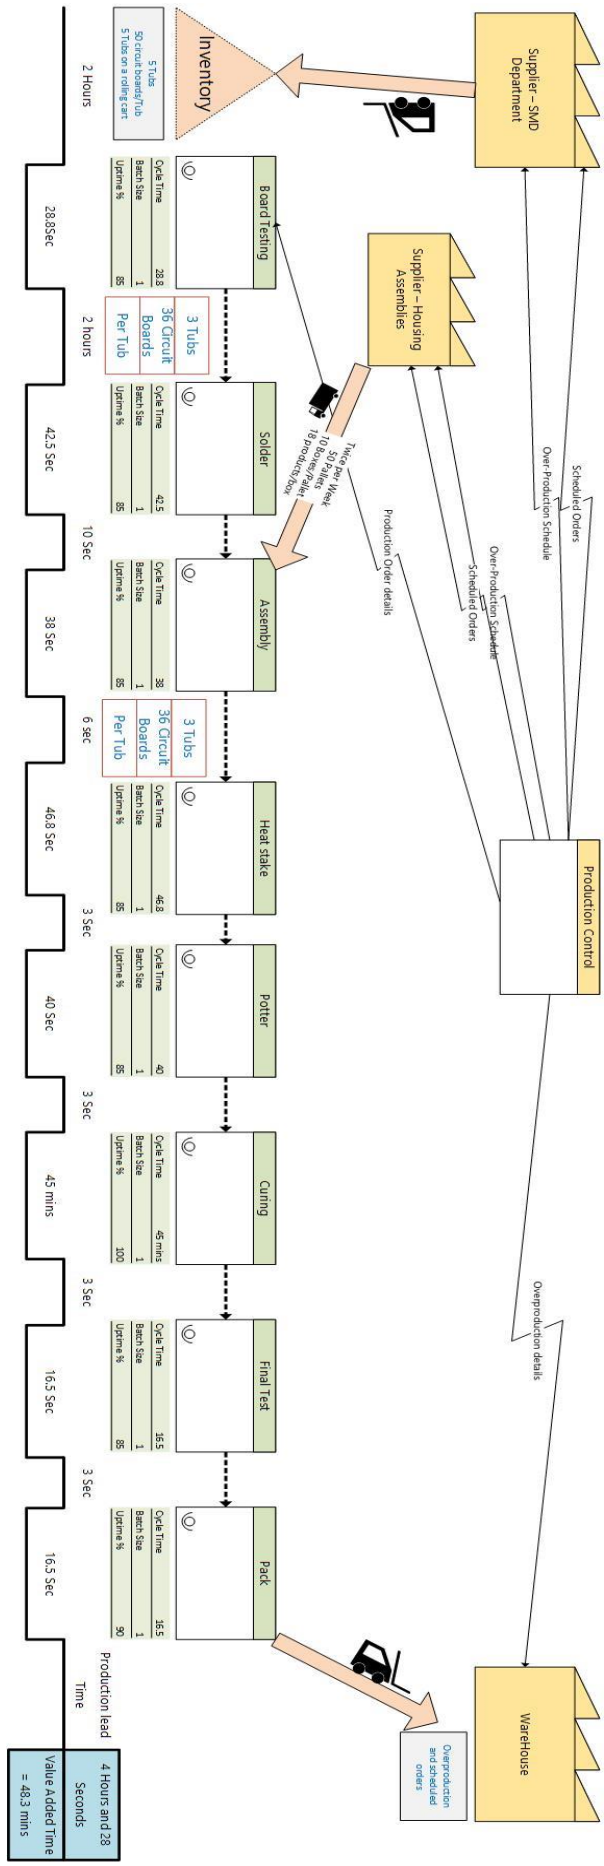 Supplier – SMD
Department
Production Control
WareHouse
Scheduled Orders
Over-Production Schedule
Over-Production Schedule
Scheduled Orders
Production Order details
Overproduction details
Supplier – Housing
Assemblies
Twice per Week
50 Pallets
10 Boxes/Pallet
18 products/box
Overproduction
and scheduled
orders
Inventory
5 Tubs
50 circuit boards/Tub
5 Tubs on a rolling cart
Board Testing
Cycle Time 28.8
Batch Size 1
Uptime % 85
3 Tubs
36 Circuit
Boards
Per Tub
Solder
Cycle Time 42.5
Batch Size 1
Uptime % 85
Assembly
Cycle Time 38
Batch Size 1
Uptime % 85
3 Tubs
36 Circuit
Boards
Per Tub
Heat stake
Cycle Time 46.8
Batch Size 1
Uptime % 85
Potter
Cycle Time 40
Batch Size 1
Uptime % 85
Curing
Cycle Time 45 mins
Batch Size 1
Uptime % 100
Final Test
Cycle Time 16.5
Batch Size 1
Uptime % 85
Pack
Cycle Time 16.5
Batch Size 1
Uptime % 90
2 Hours
28.8Sec
2 hours
42.5 Sec
10 Sec
38 Sec
6 sec
46.8 Sec
3 Sec
40 Sec
3 Sec
45 mins
3 Sec
16.5 Sec
3 Sec
16.5 Sec
Production lead
Time
4 Hours and 28
Seconds
Value Added Time
= 48.3 mins